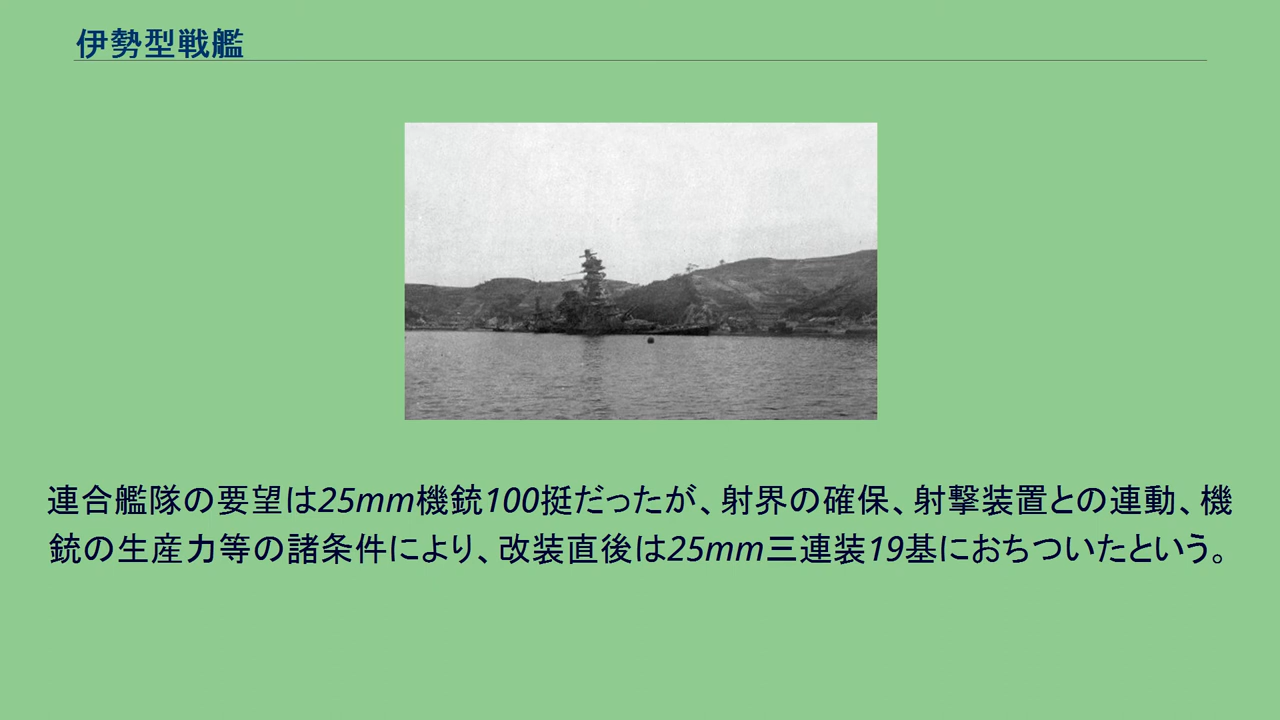 伊勢型戦艦
連合艦隊の要望は25mm機銃100挺だったが、射界の確保、射撃装置との連動、機
銃の生産力等の諸条件により、改装直後は25mm三連装19基におちついたという。